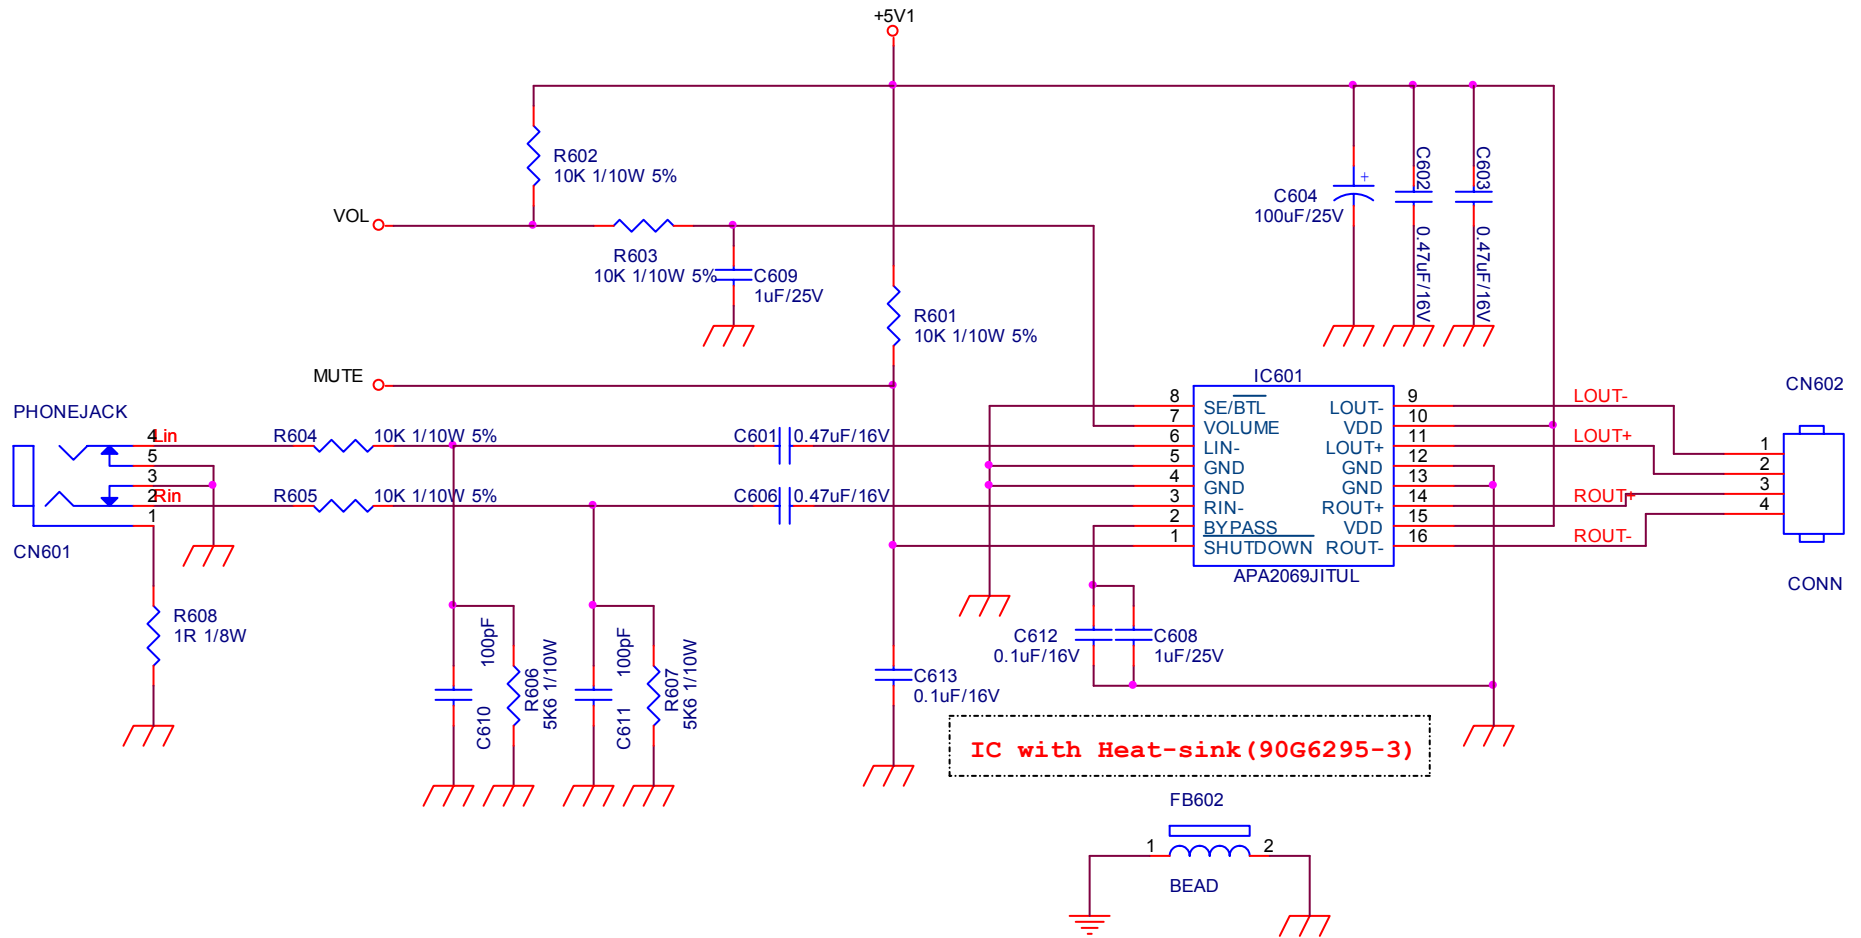 +5V1
R602
10K 1/10W 5%
VOL
R603
10K 1/10W 5%
C609
1uF/25V
C604
100uF/25V
+
C602
0.47uF/16V
C603
0.47uF/16V
R601
10K 1/10W 5%
MUTE
PHONEJACK
4
Lin
5
3
2
Rin
1
CN601
R604
10K 1/10W 5%
R605
10K 1/10W 5%
C601
0.47uF/16V
C606
0.47uF/16V
IC601
8
SE/BTL
LOUT-
9
7
VOLUME
VDD
10
6
LIN-
LOUT+
11
5
GND
GND
12
4
GND
GND
13
3
RIN-
ROUT+
14
2
BYPASS
VDD
15
1
SHUTDOWN
ROUT-
16
APA2069JITUL
LOUT-
LOUT+
ROUT+
ROUT-
CN602
1
2
3
4
CONN
R608
1R 1/8W
100pF
C610
R606
5K6 1/10W
100pF
C611
R607
5K6 1/10W
C613
0.1uF/16V
C612
0.1uF/16V
C608
1uF/25V
IC with Heat-sink(90G6295-3)
FB602
1
2
BEAD